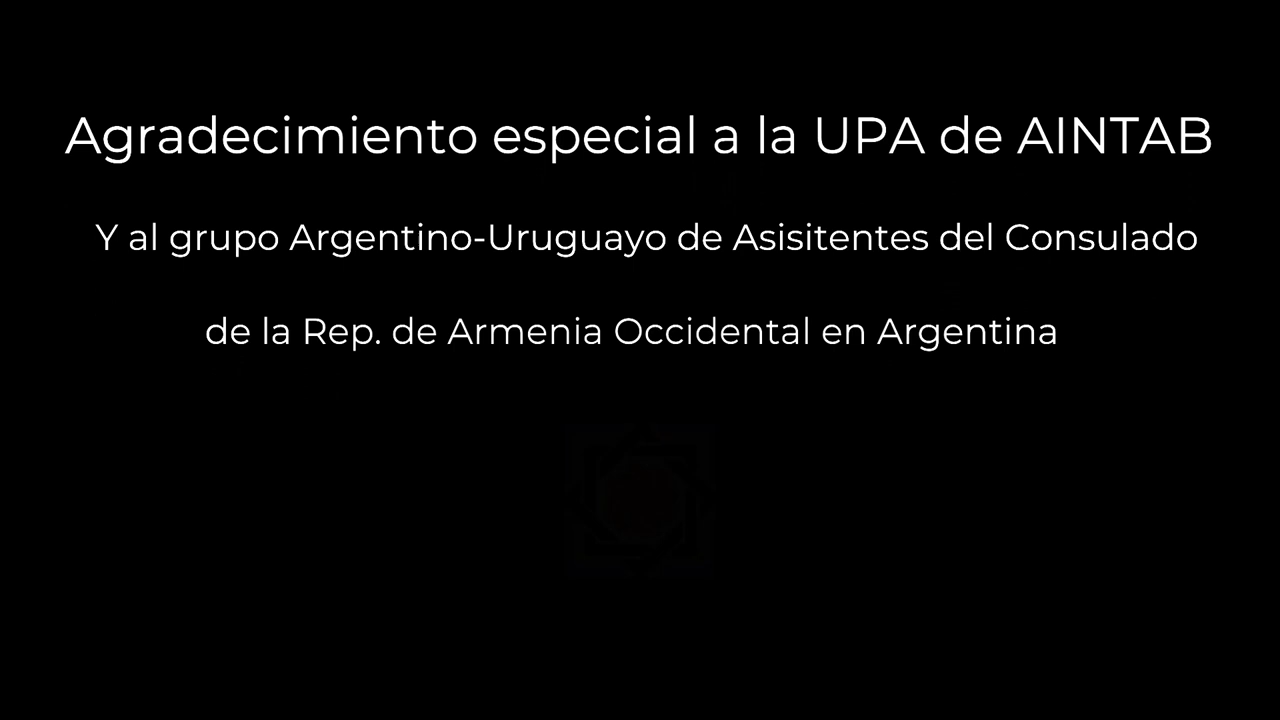 Agradecimiento especial a la UPA de AINTAB
Y al grupo Argentino-Uruguayo de Asisitentes del Consulado
de la Rep. de Armenia Occidental en Argentina